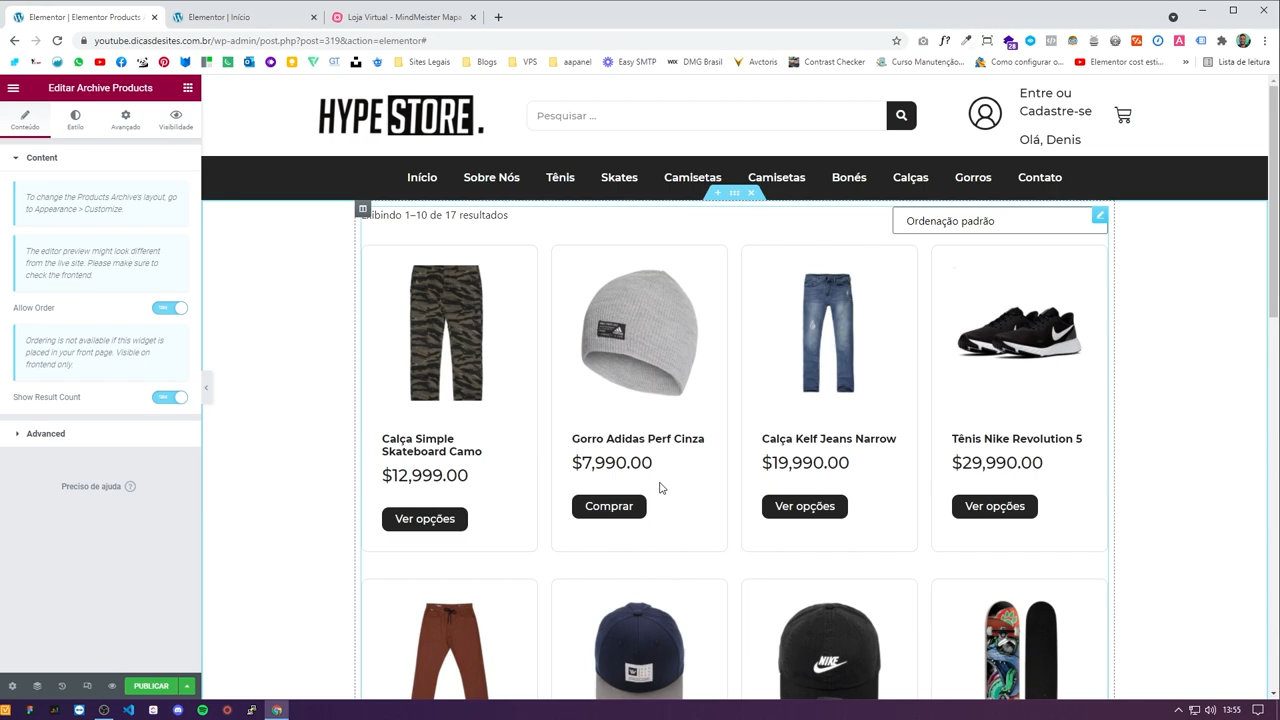 Elementor | Elementor Products
Elementor | Início
Loja Virtual - MindMeister Mapa
youtube.dicasdesites.com.br/wp-admin/post.php?post=319&action=elementor#
28
GT
Sites Legais
Blogs
VPS
aapanel
Easy SMTP
WIX
DMG Brasil
Avctoris
Contrast Checker
Curso Manutenção...
Como configurar o...
Elementor cost esti...
»
Lista de leitura
Editar Archive Products
Conteúdo
Estilo
Avançado
Visibilidade
Content
To change the Products Archive's layout, go
to Appearance > Customize.
The editor preview might look different
from the live site. Please make sure to
check the frontend.
Allow Order
Ordering is not available if this widget is
placed in your front page. Visible on
frontend only.
Show Result Count
Advanced
Preciso de ajuda ?
PUBLICAR
HYPE STORE.
Pesquisar ...
Entre ou
Cadastre-se
Olá, Denis
Início
Sobre Nós
Tênis
Skates
Camisetas
Camisetas
Bonés
Calças
Gorros
Contato
xibindo 1–10 de 17 resultados
Ordenação padrão
Calça Simple
Skateboard Camo
$12,999.00
Ver opções
Gorro Adidas Perf Cinza
$7,990.00
Comprar
Calça Kelf Jeans Narrow
$19,990.00
Ver opções
Tênis Nike Revolution 5
$29,990.00
Ver opções
NIKE
13:55